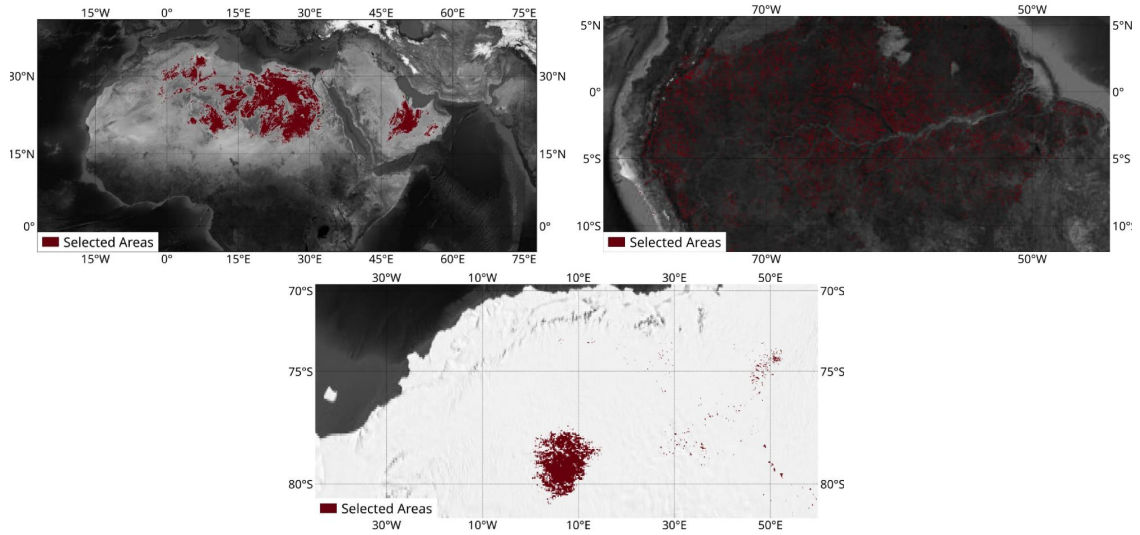 15°W 0° 15°E 30°E 45°E 60°E 75°E
30°N 30°N
15°N 15°N
0° 0°
Selected Areas
15°W 0° 15°E 30°E 45°E 60°E 75°E
70°W 50°W
5°N 5°N
0° 0°
5°S 5°S
10°S 10°S
Selected Areas
70°W 50°W
30°W 10°W 10°E 30°E 50°E
70°S 70°S
75°S 75°S
80°S 80°S
Selected Areas
30°W 10°W 10°E 30°E 50°E